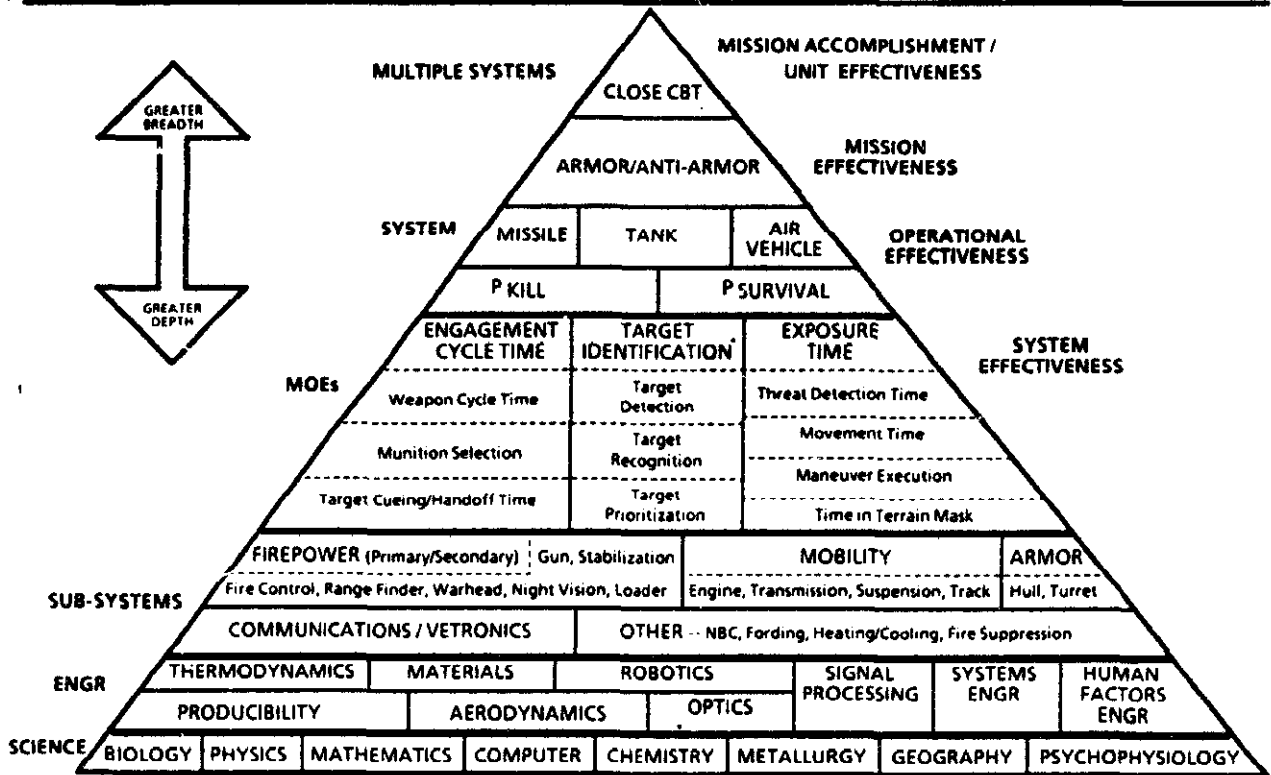 MULTIPLE SYSTEMS
MISSION ACCOMPLISHMENT /
UNIT EFFECTIVENESS
CLOSE CBT
GREATER
BREADTH
ARMOR/ANTI-ARMOR
MISSION
EFFECTIVENESS
SYSTEM
MISSILE
TANK
AIR
VEHICLE
OPERATIONAL
EFFECTIVENESS
P KILL
P SURVIVAL
GREATER
DEPTH
ENGAGEMENT
CYCLE TIME
TARGET
IDENTIFICATION
EXPOSURE
TIME
SYSTEM
EFFECTIVENESS
MOEs
Weapon Cycle Time
Target
Detection
Threat Detection Time
Munition Selection
Target
Recognition
Movement Time
Maneuver Execution
Target Cueing/Handoff Time
Target
Prioritization
Time in Terrain Mask
FIREPOWER (Primary/Secondary)
Gun, Stabilization
MOBILITY
ARMOR
SUB-SYSTEMS
Fire Control, Range Finder, Warhead, Night Vision, Loader
Engine, Transmission, Suspension, Track
Hull, Turret
COMMUNICATIONS / VETRONICS
OTHER -- NBC, Fording, Heating/Cooling, Fire Suppression
ENGR
THERMODYNAMICS
MATERIALS
ROBOTICS
SIGNAL
PROCESSING
SYSTEMS
ENGR
HUMAN
FACTORS
ENGR
PRODUCIBILITY
AERODYNAMICS
OPTICS
SCIENCE
BIOLOGY
PHYSICS
MATHEMATICS
COMPUTER
CHEMISTRY
METALLURGY
GEOGRAPHY
PSYCHOPHYSIOLOGY